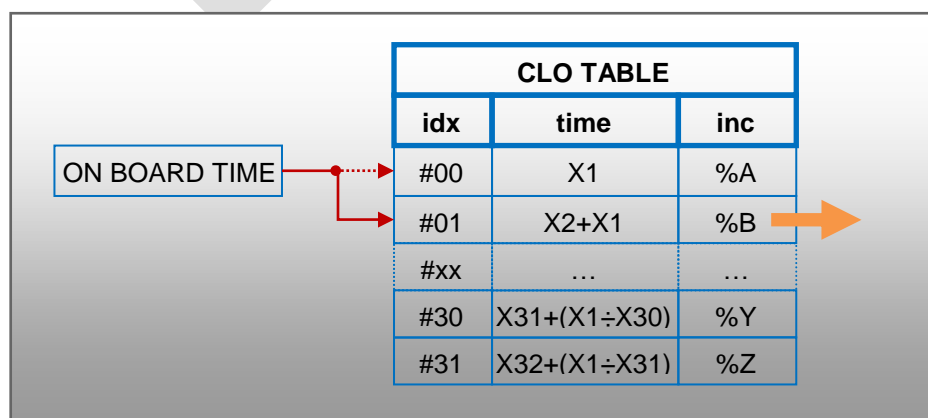 CLO TABLE
idx time inc
ON BOARD TIME #00 X1 %A
#01 X2+X1 %B
#xx … …
#30 X31+(X1÷X30) %Y
#31 X32+(X1÷X31) %Z